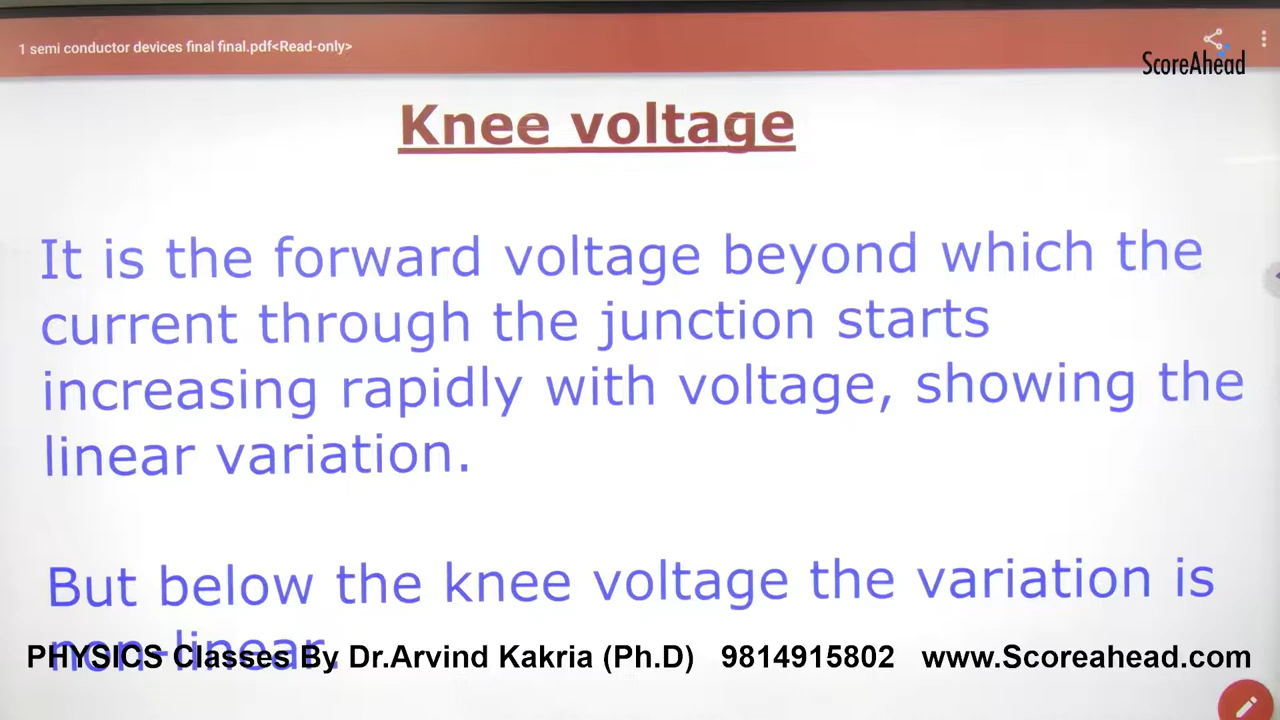 1 semi conductor devices final final.pdf<Read-only>
ScoreAhead
Knee voltage
It is the forward voltage beyond which the
current through the junction starts
increasing rapidly with voltage, showing the
linear variation.
But below the knee voltage the variation is
non-linear.
PHYSICS Classes By Dr.Arvind Kakria (Ph.D) 9814915802 www.Scoreahead.com